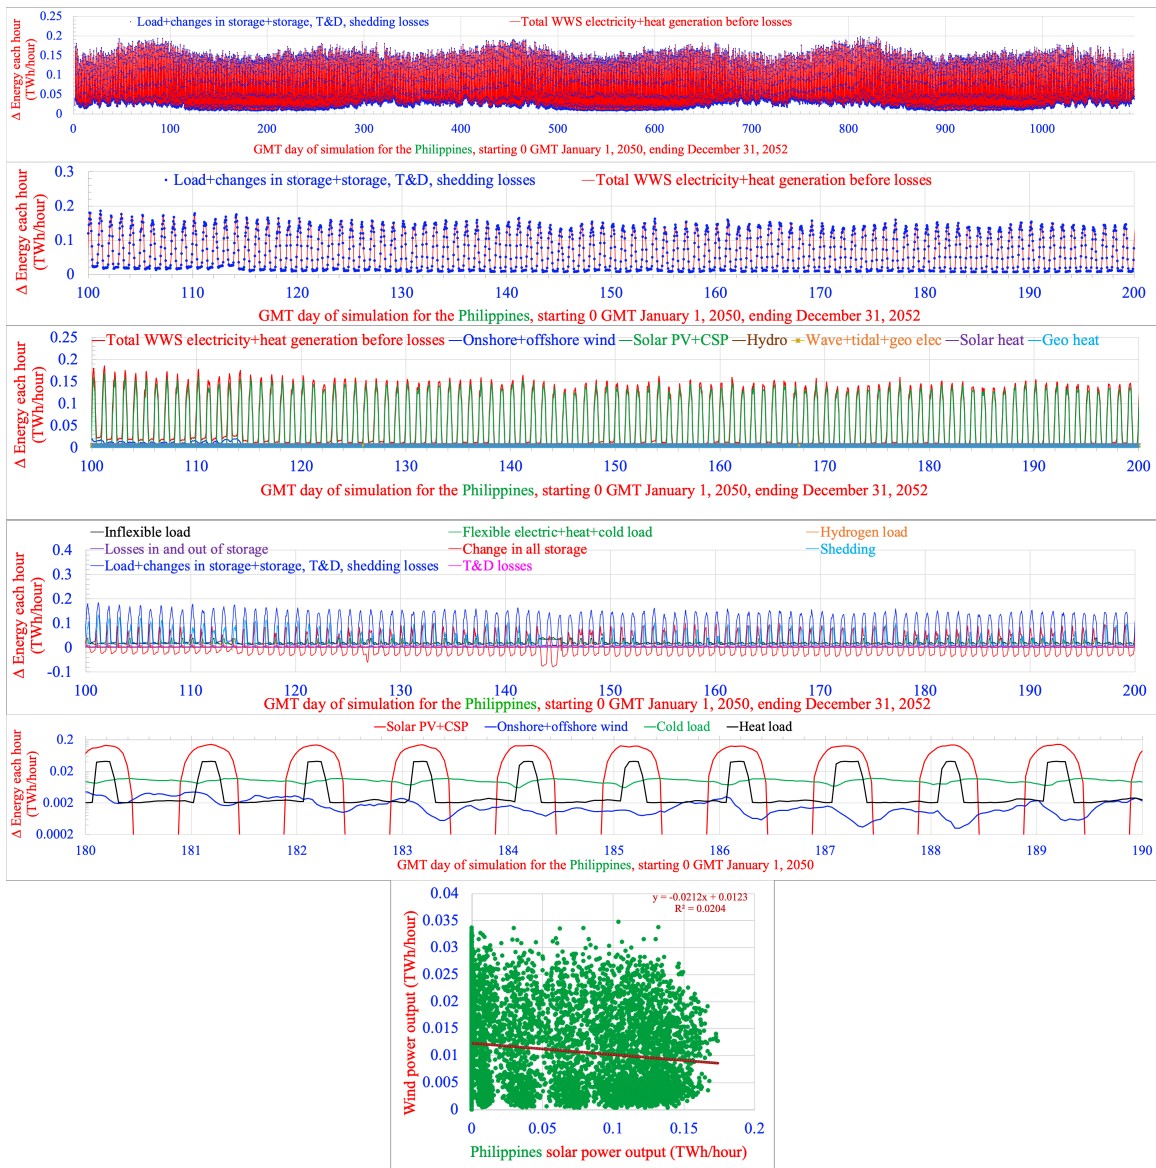 Load+changes in storage+storage, T&D, shedding losses
Total WWS electricity+heat generation before losses
Δ Energy each hour
(TWh/hour)
0.25
0.2
0.15
0.1
0.05
0
0 100 200 300 400 500 600 700 800 900 1000
GMT day of simulation for the Philippines, starting 0 GMT January 1, 2050, ending December 31, 2052
Load+changes in storage+storage, T&D, shedding losses
Total WWS electricity+heat generation before losses
Δ Energy each hour
(TWh/hour)
0.3
0.2
0.1
0
100 110 120 130 140 150 160 170 180 190 200
GMT day of simulation for the Philippines, starting 0 GMT January 1, 2050, ending December 31, 2052
Total WWS electricity+heat generation before losses Onshore+offshore wind Solar PV+CSP Hydro Wave+tidal+geo elec Solar heat Geo heat
Δ Energy each hour
(TWh/hour)
0.25
0.2
0.15
0.1
0.05
0
100 110 120 130 140 150 160 170 180 190 200
GMT day of simulation for the Philippines, starting 0 GMT January 1, 2050, ending December 31, 2052
Inflexible load Flexible electric+heat+cold load Hydrogen load
Losses in and out of storage Change in all storage Shedding
Load+changes in storage+storage, T&D, shedding losses T&D losses
Δ Energy each hour
(TWh/hour)
0.4
0.3
0.2
0.1
0
-0.1
100 110 120 130 140 150 160 170 180 190 200
GMT day of simulation for the Philippines, starting 0 GMT January 1, 2050, ending December 31, 2052
Solar PV+CSP Onshore+offshore wind Cold load Heat load
Δ Energy each hour
(TWh/hour)
0.2
0.02
0.002
0.0002
180 181 182 183 184 185 186 187 188 189 190
GMT day of simulation for the Philippines, starting 0 GMT January 1, 2050
y = -0.0212x + 0.0123
R² = 0.0204
Wind power output (TWh/hour)
0.04
0.035
0.03
0.025
0.02
0.015
0.01
0.005
0
0 0.05 0.1 0.15 0.2
Philippines solar power output (TWh/hour)